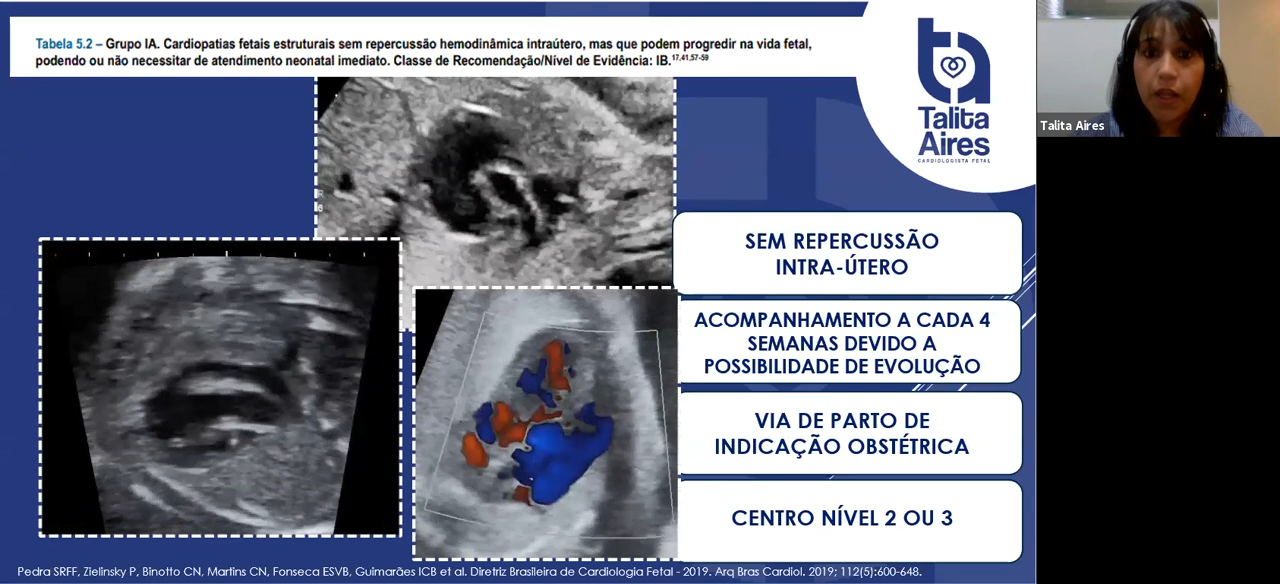 Tabela 5.2 – Grupo IA. Cardiopatias fetais estruturais sem repercussão hemodinâmica intraútero, mas que podem progredir na vida fetal,
podendo ou não necessitar de atendimento neonatal imediato. Classe de Recomendação/Nível de Evidência: IB.17,41,57-59
ta
Talita
Aires
CARDIOLOGISTA FETAL
Talita Aires
SEM REPERCUSSÃO
INTRA-ÚTERO
ACOMPANHAMENTO A CADA 4
SEMANAS DEVIDO A
POSSIBILIDADE DE EVOLUÇÃO
VIA DE PARTO DE
INDICAÇÃO OBSTÉTRICA
CENTRO NÍVEL 2 OU 3
Pedra SRFF, Zielinsky P, Binotto CN, Martins CN, Fonseca ESVB, Guimarães ICB et al. Diretriz Brasileira de Cardiologia Fetal - 2019. Arq Bras Cardiol. 2019; 112(5):600-648.